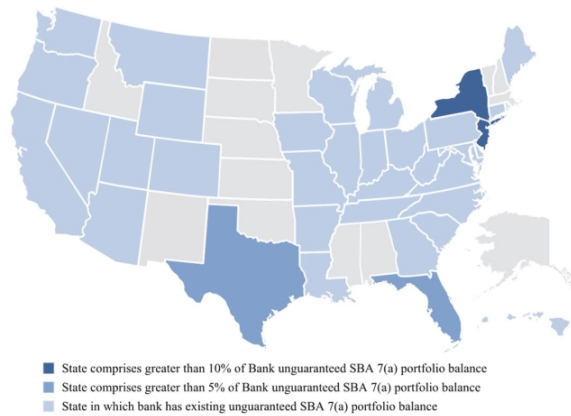 State comprises greater than 10% of Bank unguaranteed SBA 7(a) portfolio balance
State comprises greater than 5% of Bank unguaranteed SBA 7(a) portfolio balance
State in which bank has existing unguaranteed SBA 7(a) portfolio balance